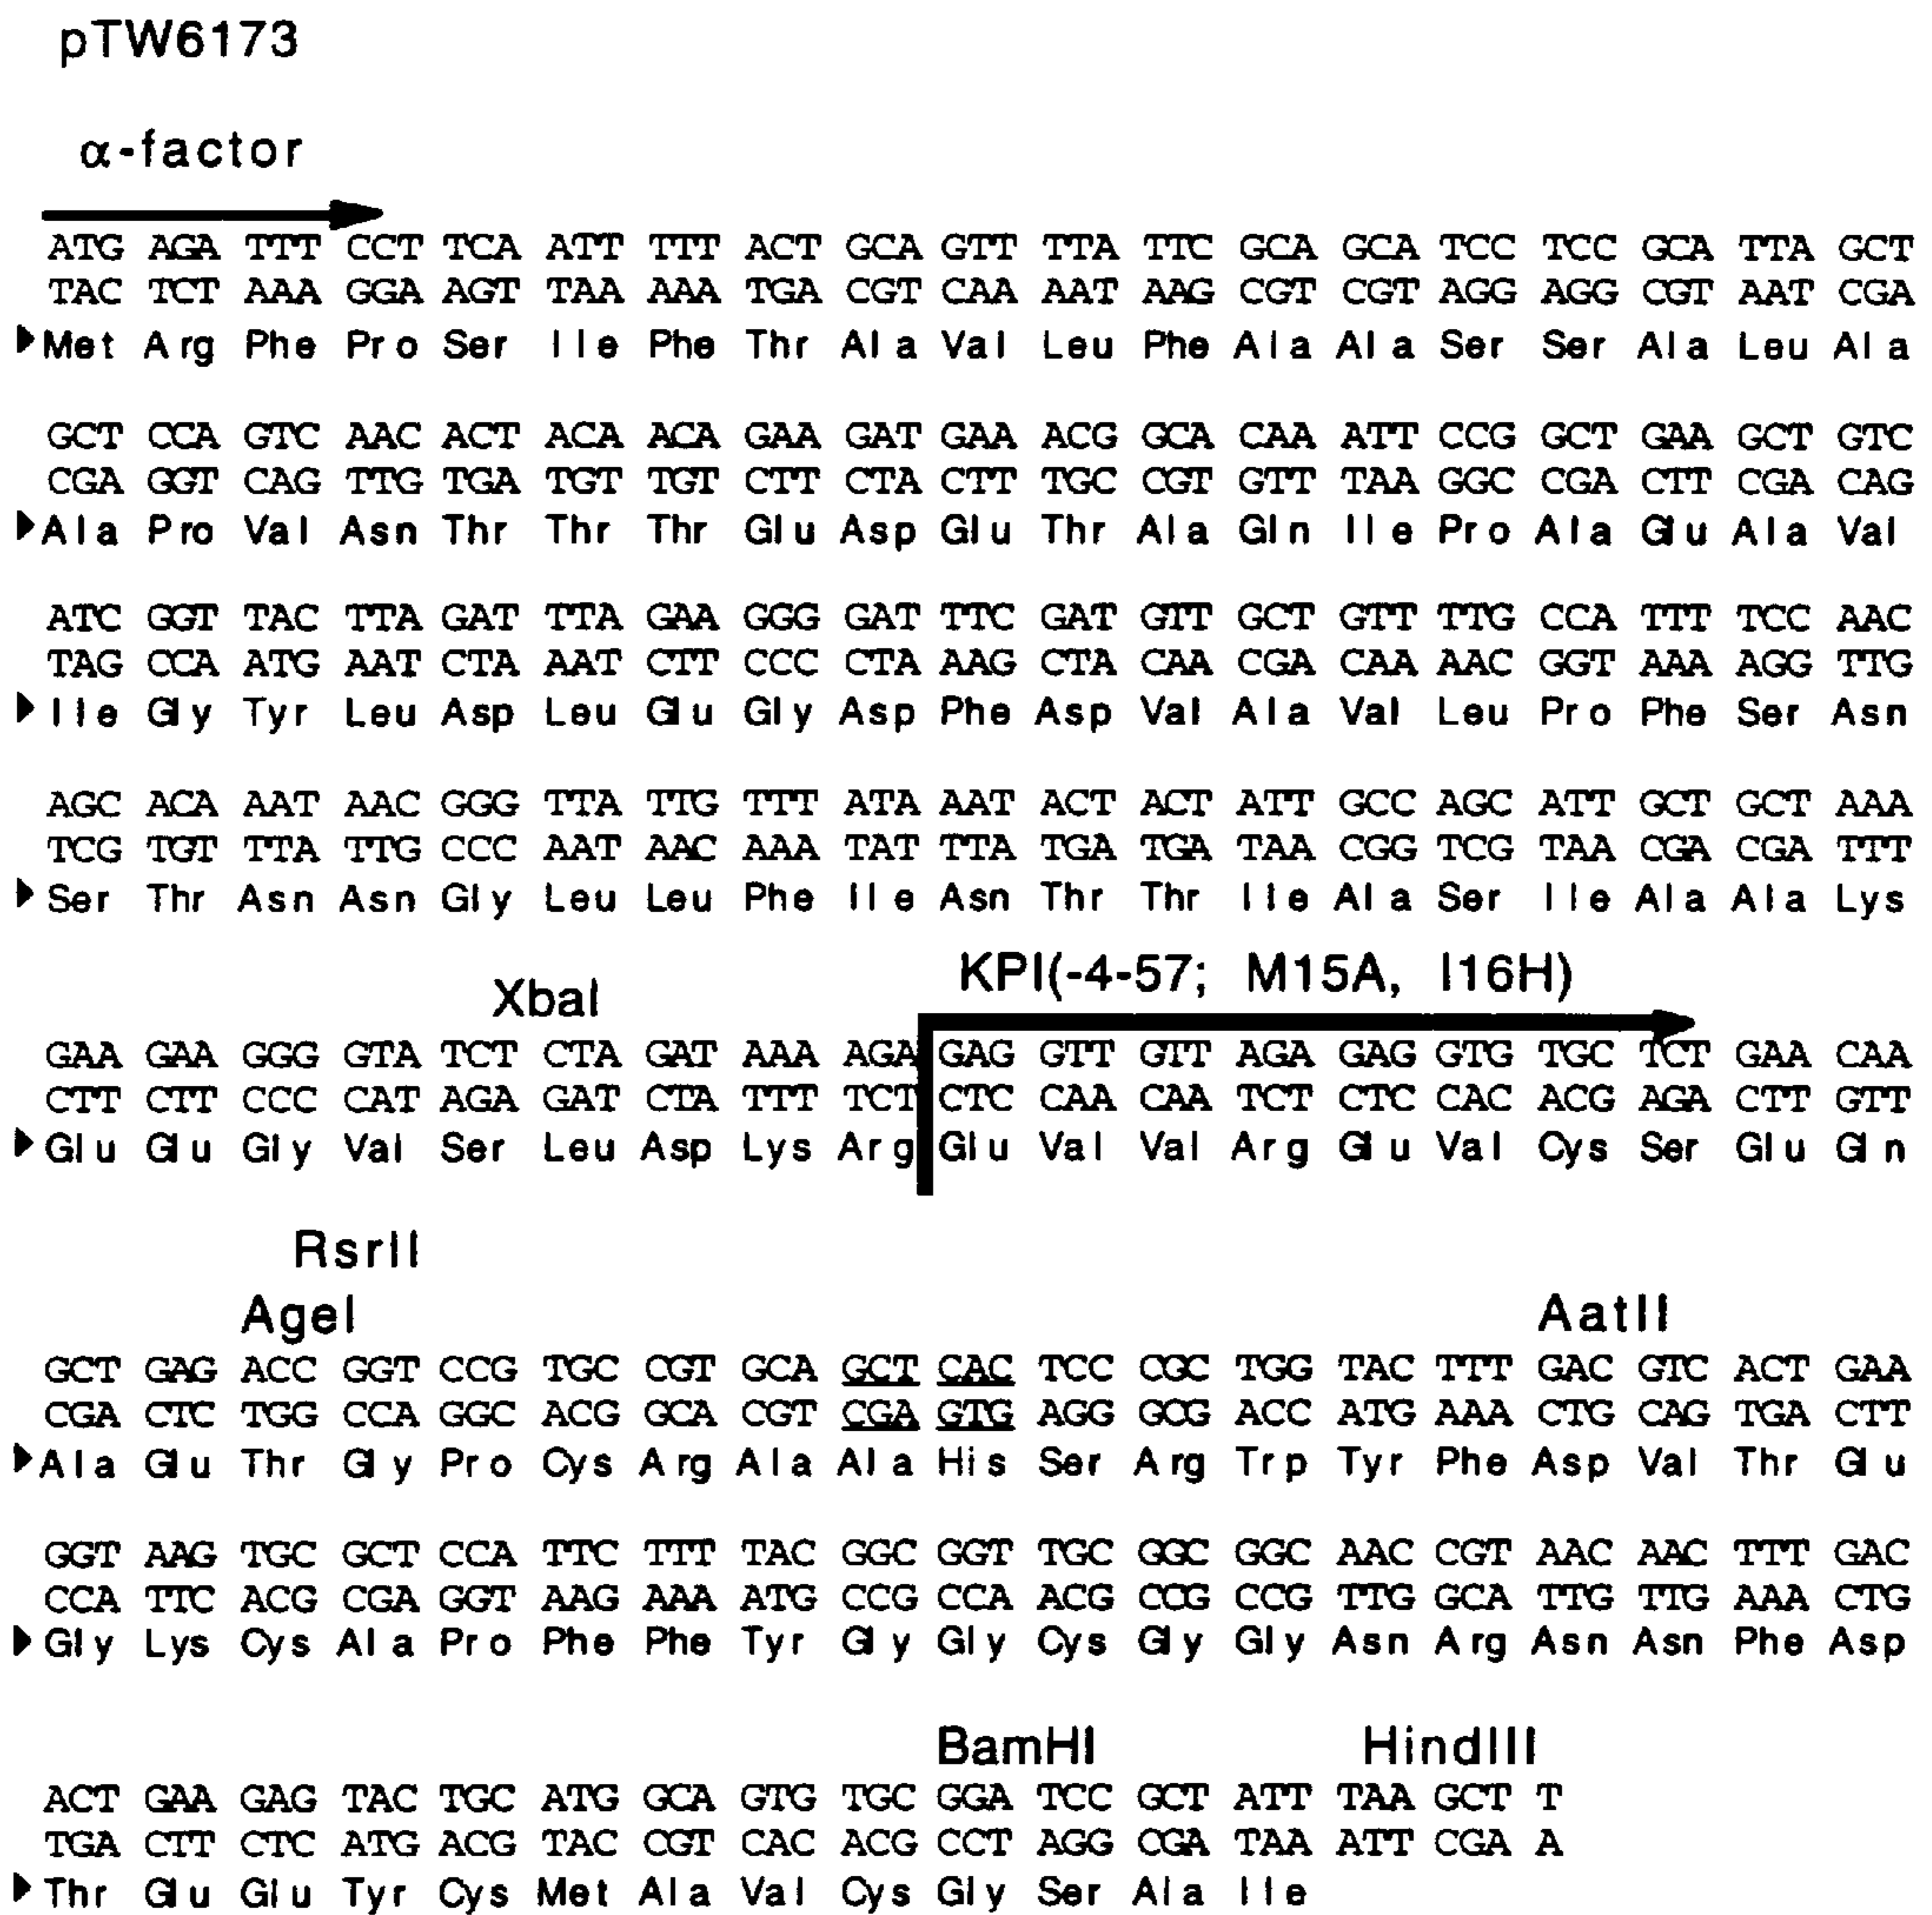 pTW6173
α-factor
ATG AGA TTT CCT TCA ATT TTT ACT GCA GTT TTA TTC GCA GCA TCC TCC GCA TTA GCT
TAC TCT AAA GGA AGT TAA AAA TGA CGT CAA AAT AAG CGT CGT AGG AGG CGT AAT CGA
Met Arg Phe Pro Ser Ile Phe Thr Ala Val Leu Phe Ala Ala Ser Ser Ala Leu Ala
GCT CCA GTC AAC ACT ACA ACA GAA GAT GAA ACG GCA CAA ATT CCG GCT GAA GCT GTC
CGA GGT CAG TTG TGA TGT TGT CTT CTA CTT TGC CGT GTT TAA GGC CGA CTT CGA CAG
Ala Pro Val Asn Thr Thr Thr Glu Asp Glu Thr Ala Gln Ile Pro Ala Glu Ala Val
ATC GGT TAC TTA GAT TTA GAA GGG GAT TTC GAT GTT GCT GTT TTG CCA TTT TCC AAC
TAG CCA ATG AAT CTA AAT CTT CCC CTA AAG CTA CAA CGA CAA AAC GGT AAA AGG TTG
Ile Gly Tyr Leu Asp Leu Glu Gly Asp Phe Asp Val Ala Val Leu Pro Phe Ser Asn
AGC ACA AAT AAC GGG TTA TTG TTT ATA AAT ACT ACT ATT GCC AGC ATT GCT GCT AAA
TCG TGT TTA TTG CCC AAT AAC AAA TAT TTA TGA TGA TAA CGG TCG TAA CGA CGA TTT
Ser Thr Asn Asn Gly Leu Leu Phe Ile Asn Thr Thr Ile Ala Ser Ile Ala Ala Lys
XbaI
KPI(-4-57; M15A, I16H)
GAA GAA GGG GTA TCT CTA GAT AAA AGA GAG GTT GTT AGA GAG GTG TGC TCT GAA CAA
CTT CTT CCC CAT AGA GAT CTA TTT TCT CTC CAA CAA TCT CTC CAC ACG AGA CTT GTT
Glu Glu Gly Val Ser Leu Asp Lys Arg Glu Val Val Arg Glu Val Cys Ser Glu Gln
RsrII
AgeI
AatII
GCT GAG ACC GGT CCG TGC CGT GCA GCT CAC TCC CGC TGG TAC TTT GAC GTC ACT GAA
CGA CTC TGG CCA GGC ACG GCA CGT CGA GTG AGG GCG ACC ATG AAA CTG CAG TGA CTT
Ala Glu Thr Gly Pro Cys Arg Ala Ala His Ser Arg Trp Tyr Phe Asp Val Thr Glu
GGT AAG TGC GCT CCA TTC TTT TAC GGC GGT TGC GGC GGC AAC CGT AAC AAC TTT GAC
CCA TTC ACG CGA GGT AAG AAA ATG CCG CCA ACG CCG CCG TTG GCA TTG TTG AAA CTG
Gly Lys Cys Ala Pro Phe Phe Tyr Gly Gly Cys Gly Gly Asn Arg Asn Asn Phe Asp
BamHI
HindIII
ACT GAA GAG TAC TGC ATG GCA GTG TGC GGA TCC GCT ATT TAA GCT T
TGA CTT CTC ATG ACG TAC CGT CAC ACG CCT AGG CGA TAA ATT CGA A
Thr Glu Glu Tyr Cys Met Ala Val Cys Gly Ser Ala Ile